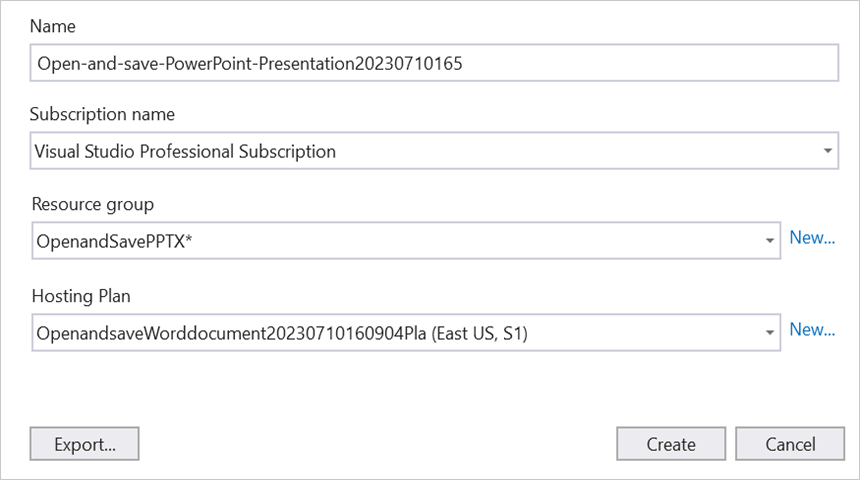 Name
Open-and-save-PowerPoint-Presentation20230710165
Subscription name
Visual Studio Professional Subscription
Resource group
OpenandSavePPTX*
New...
Hosting Plan
OpenandsaveWorddocument20230710160904Pla (East US, S1)
New...
Export...
Create
Cancel